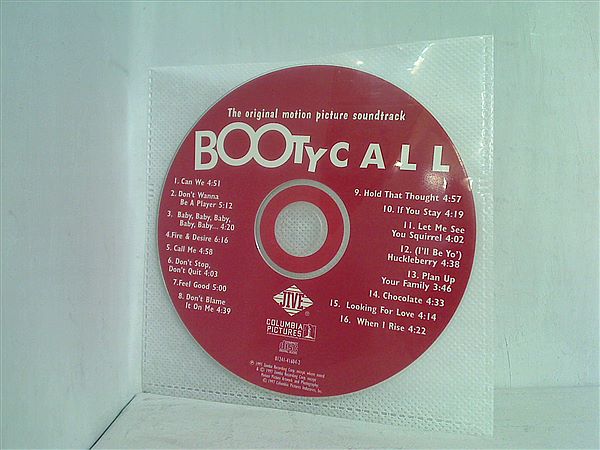 The original motion picture soundtrack
BOOTY CALL
1. Can We 4:51
2. Don't Wanna
Be A Player 5:12
3. Baby, Baby, Baby,
Baby, Baby... 4:20
4.Fire & Desire 6:16
5. Call Me 4:58
6. Don't Stop,
Don't Quit 4:03
7.Feel Good 5:00
8. Don't Blame
It On Me 4:39
9. Hold That Thought 4:57
10. If You Stay 4:19
11. Let Me See
You Squirrel 4:02
12. (I'll Be Yo')
Huckleberry 4:38
13. Plan Up
Your Family 3:46
14. Chocolate 4:33
15. Looking For Love 4:14
16. When I Rise 4:22
JIVE
COLUMBIA
PICTURES
01241-41604-2